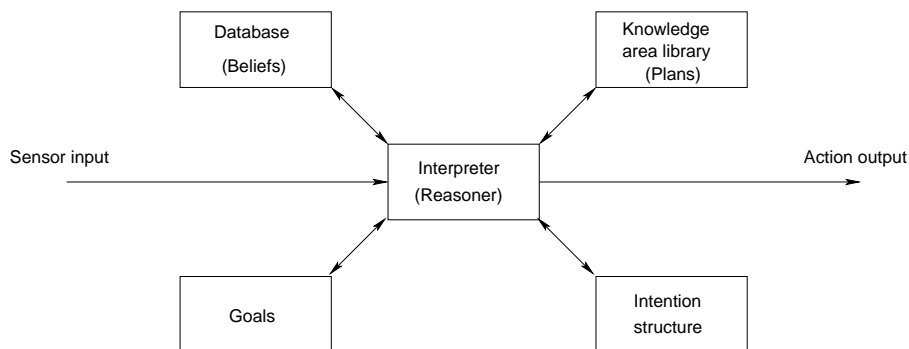 Database
(Beliefs)
Knowledge
area library
(Plans)
Sensor input
Interpreter
(Reasoner)
Action output
Goals
Intention
structure